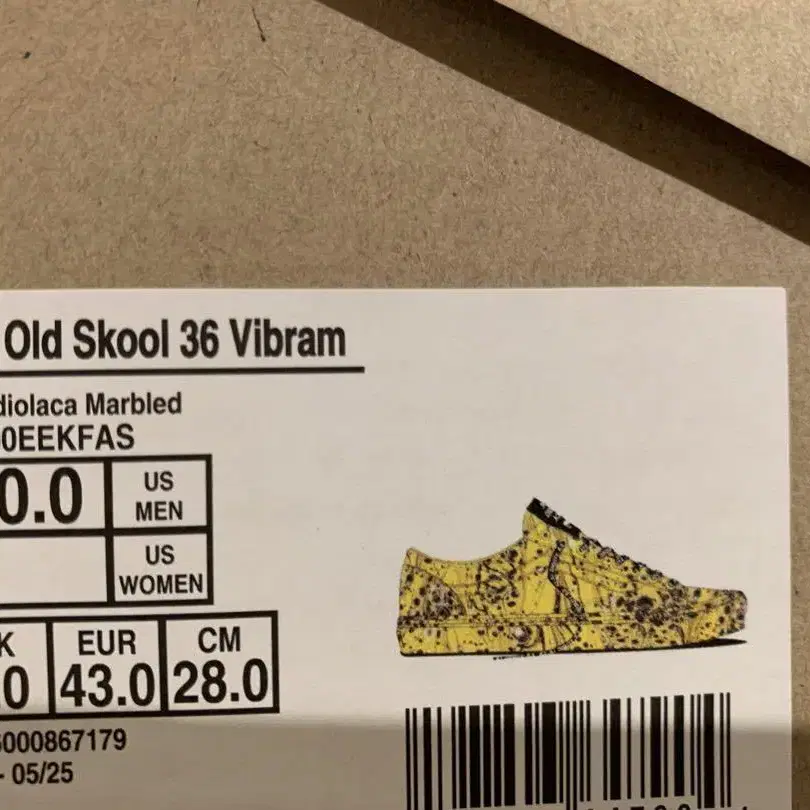 Old Skool 36 Vibram
diolaca Marbled
0EEKFAS
0.0 US MEN
US WOMEN
K EUR CM
.0 43.0 28.0
000867179
- 05/25